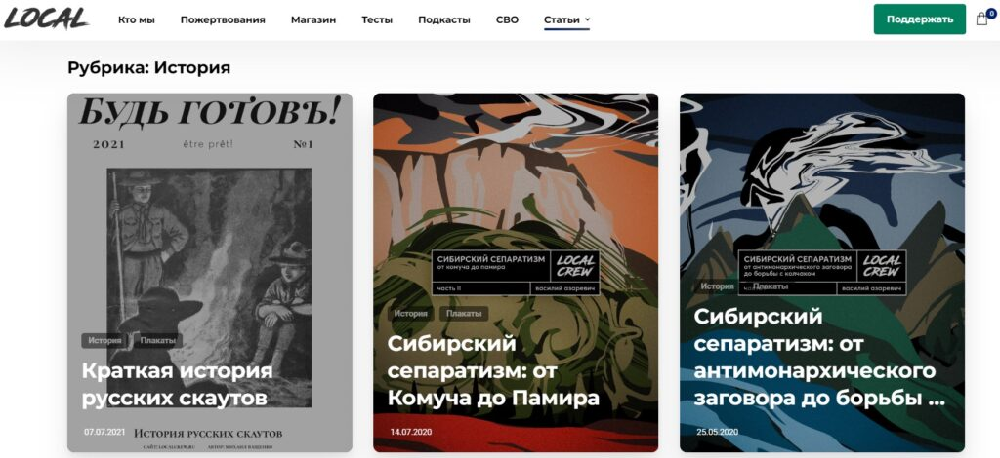 LOCAL
Кто мы
Пожертвования
Магазин
Тесты
Подкасты
СВО
Статьи
Поддержать
0
Рубрика: История
БУДЬ ГОТОВЪ!
2021 être prêt! №1
История Плакаты
Краткая история
русских скаутов
07.07.2021
История русских скаутов
САЙТ: LOCALCREW.RU АВТОР: МИХАИЛ ВАЩЕНКО
СИБИРСКИЙ СЕПАРАТИЗМ
от комуча до памира
LOCAL
CREW
часть II
василий азаревич
История Плакаты
Сибирский
сепаратизм: от
Комуча до Памира
14.07.2020
СИБИРСКИЙ СЕПАРАТИЗМ
от антимонархического заговора
до борьбы с колчаком
LOCAL
CREW
василий азаревич
История Плакаты
Сибирский
сепаратизм: от
антимонархического
заговора до борьбы ...
25.05.2020